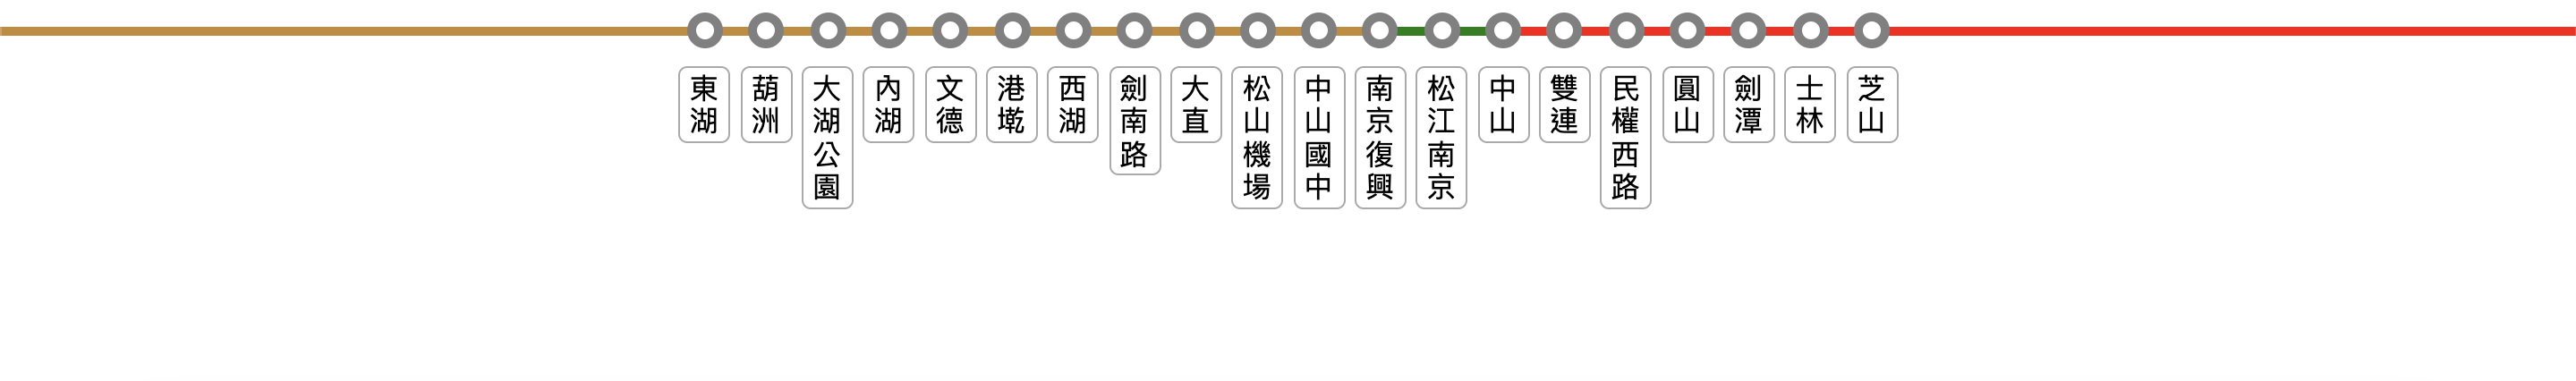 東湖
葫洲
大湖公園
內湖
文德
港墘
西湖
劍南路
大直
松山機場
中山國中
南京復興
松江南京
中山
雙連
民權西路
圓山
劍潭
士林
芝山